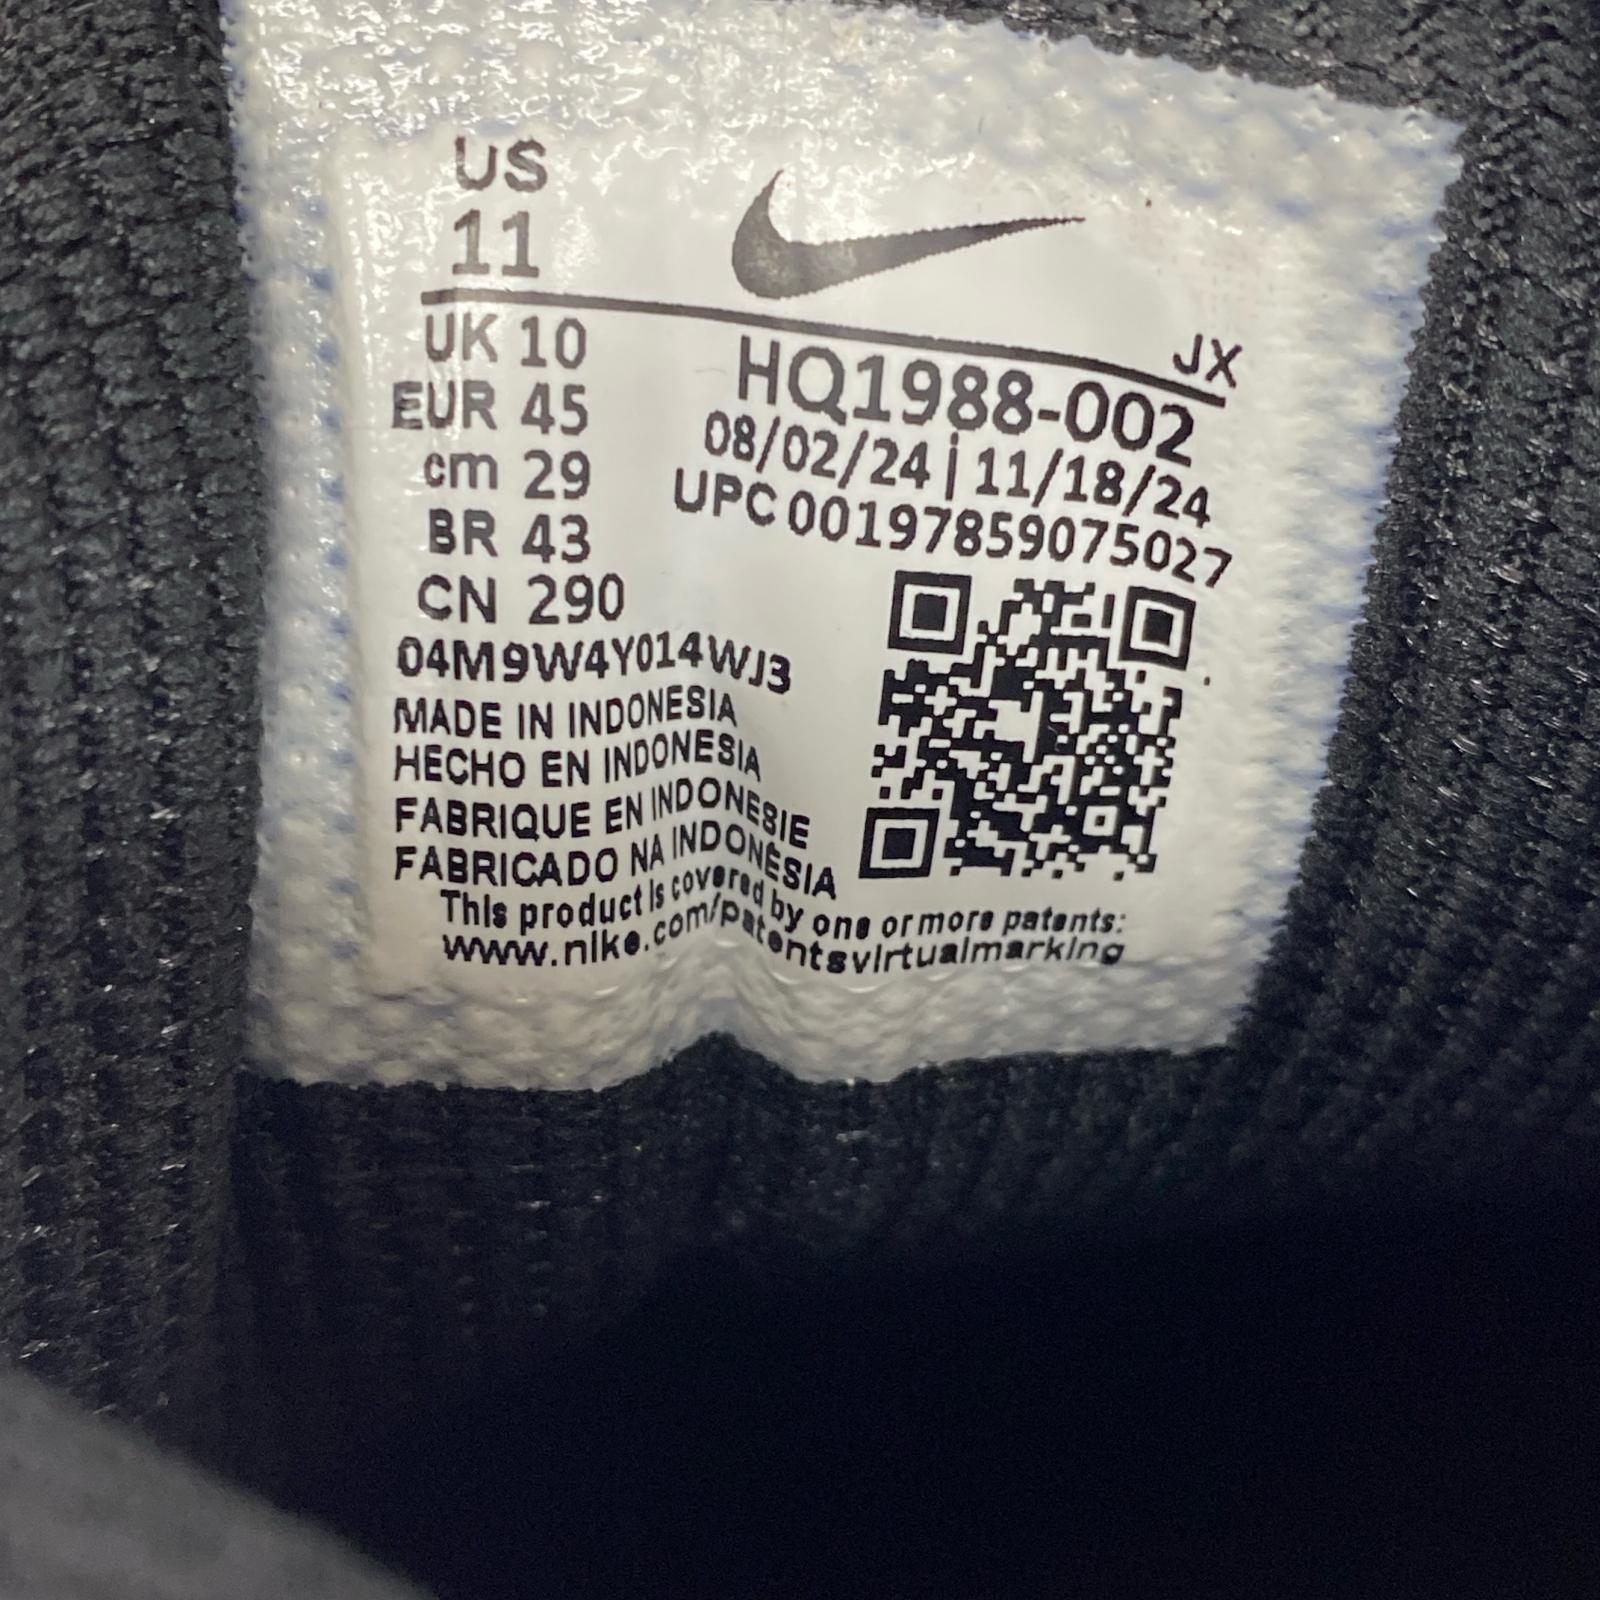 US
11
UK 10
EUR 45
cm 29
BR 43
CN 290
JX
HQ1988-002
08/02/24 | 11/18/24
UPC 00197859075027
04M9W4Y014WJ3
MADE IN INDONESIA
HECHO EN INDONESIA
FABRIQUE EN INDONESIE
FABRICADO NA INDONÉSIA
This product is covered by one or more patents:
www.nike.com/patentsvirtualmarking